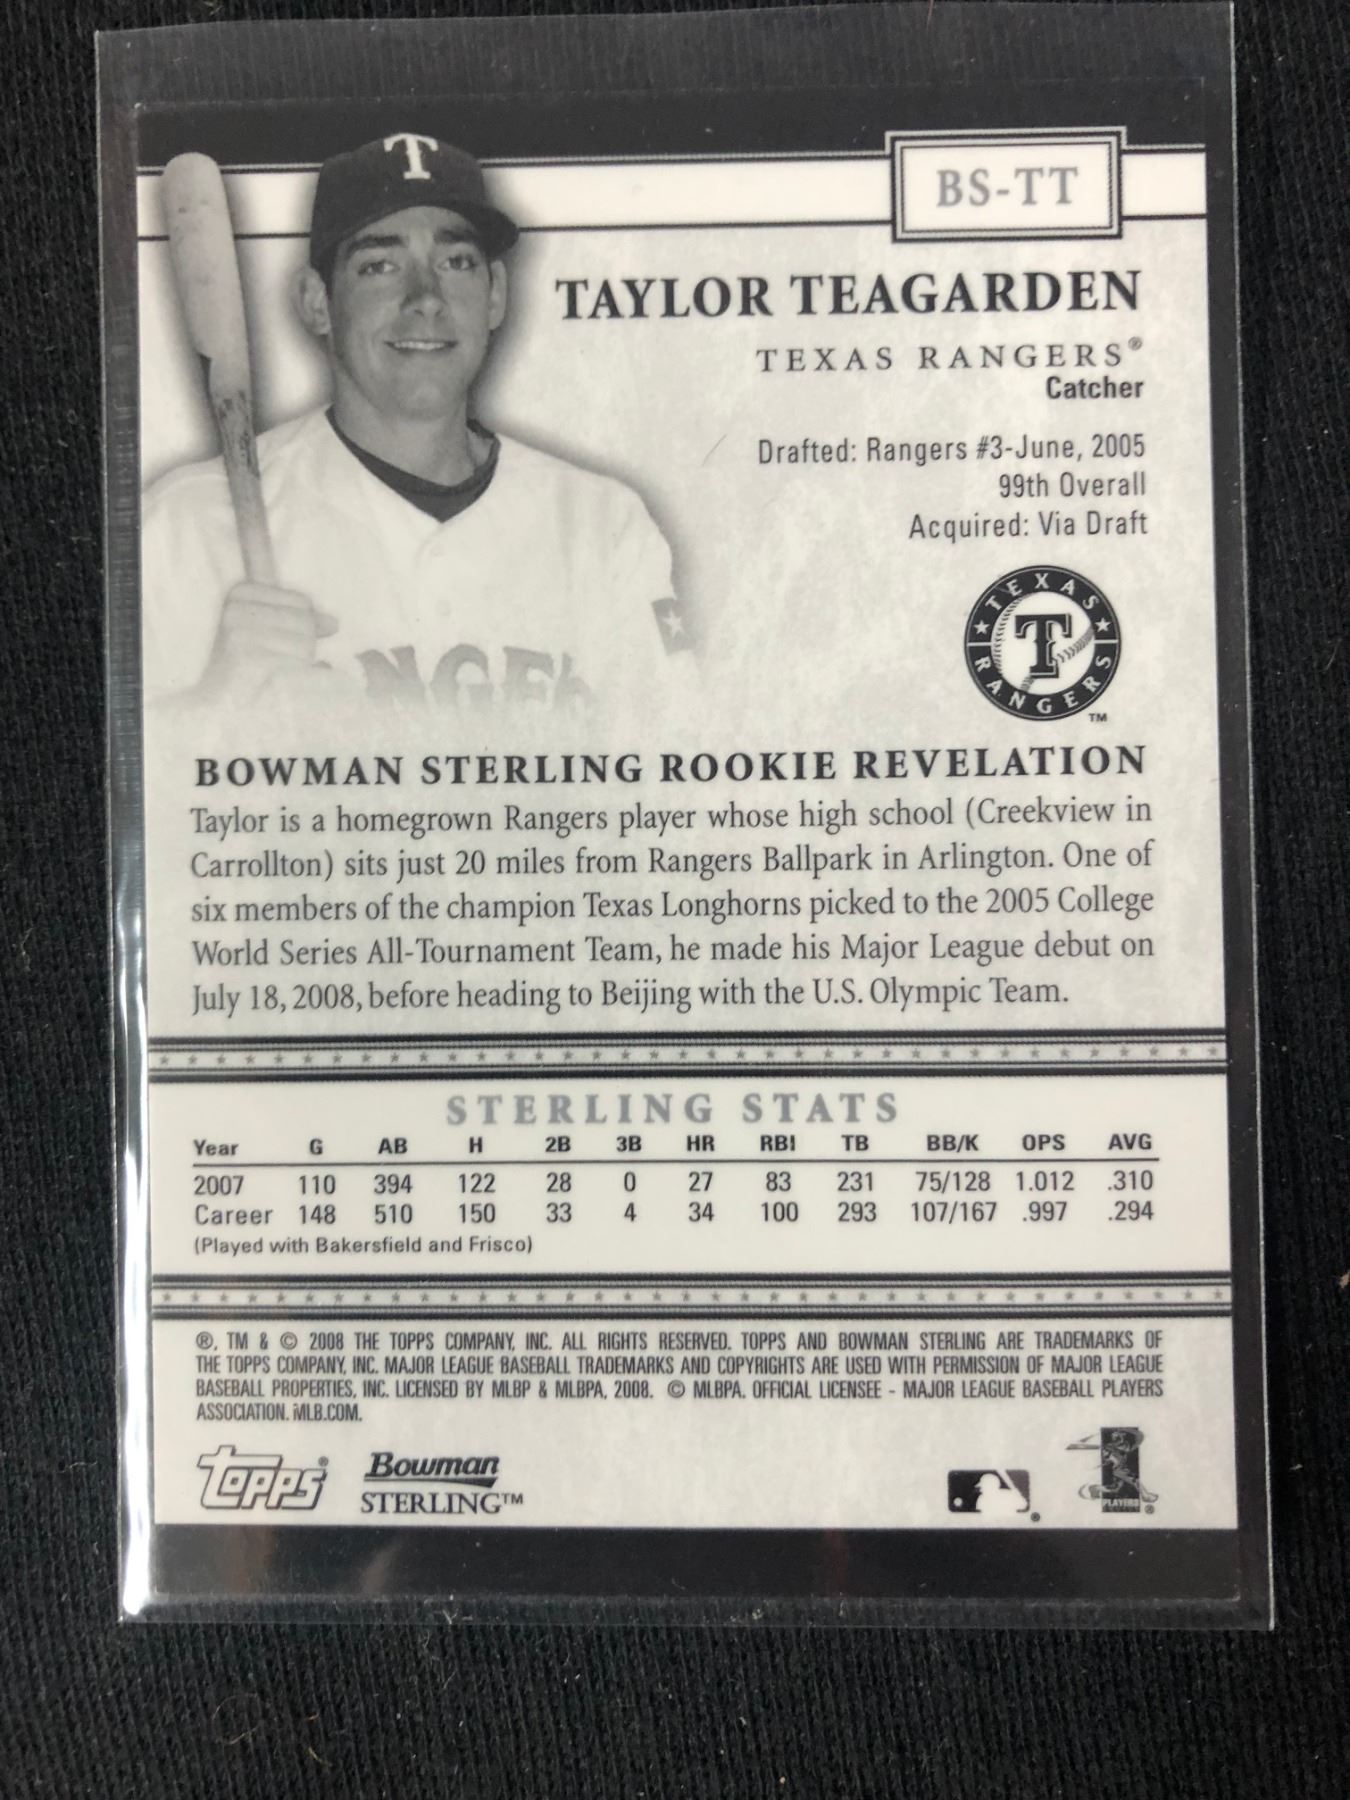 T
BS-TT
TAYLOR TEAGARDEN
TEXAS RANGERS®
Catcher
Drafted: Rangers #3-June, 2005
99th Overall
Acquired: Via Draft
TEXAS
T
RANGERS
TM
NGE
BOWMAN STERLING ROOKIE REVELATION
Taylor is a homegrown Rangers player whose high school (Creekview in
Carrollton) sits just 20 miles from Rangers Ballpark in Arlington. One of
six members of the champion Texas Longhorns picked to the 2005 College
World Series All-Tournament Team, he made his Major League debut on
July 18, 2008, before heading to Beijing with the U.S. Olympic Team.
STERLING STATS
Year G AB H 2B 3B HR RBI TB BB/K OPS AVG
2007 110 394 122 28 0 27 83 231 75/128 1.012 .310
Career 148 510 150 33 4 34 100 293 107/167 .997 .294
(Played with Bakersfield and Frisco)
®, TM & © 2008 THE TOPPS COMPANY, INC. ALL RIGHTS RESERVED. TOPPS AND BOWMAN STERLING ARE TRADEMARKS OF
THE TOPPS COMPANY, INC. MAJOR LEAGUE BASEBALL TRADEMARKS AND COPYRIGHTS ARE USED WITH PERMISSION OF MAJOR LEAGUE
BASEBALL PROPERTIES, INC. LICENSED BY MLBP & MLBPA, 2008. © MLBPA. OFFICIAL LICENSEE - MAJOR LEAGUE BASEBALL PLAYERS
ASSOCIATION. MLB.COM.
Topps®
Bowman
STERLING™
®
PLAYERS
®